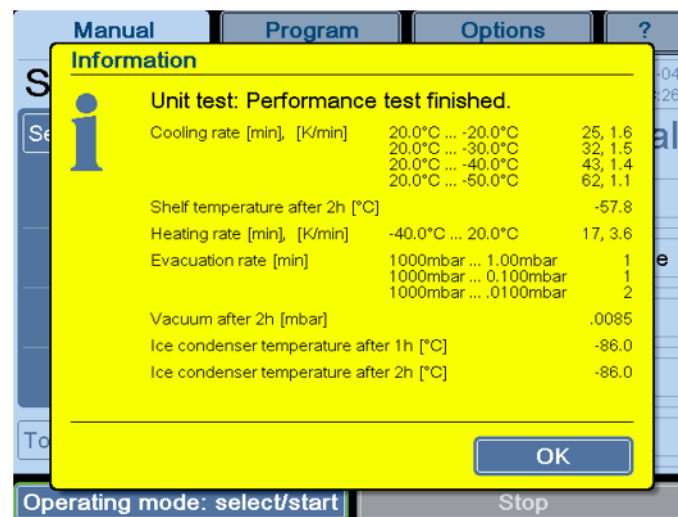 Manual Program Options ?
Information
Unit test: Performance test finished.
Cooling rate [min], [K/min] 20.0°C ... -20.0°C 25, 1.6
20.0°C ... -30.0°C 32, 1.5
20.0°C ... -40.0°C 43, 1.4
20.0°C ... -50.0°C 62, 1.1
Shelf temperature after 2h [°C] -57.8
Heating rate [min], [K/min] -40.0°C ... 20.0°C 17, 3.6
Evacuation rate [min] 1000mbar ... 1.00mbar 1
1000mbar ... 0.100mbar 1
1000mbar ... .0100mbar 2
Vacuum after 2h [mbar] .0085
Ice condenser temperature after 1h [°C] -86.0
Ice condenser temperature after 2h [°C] -86.0
OK
Operating mode: select/start Stop